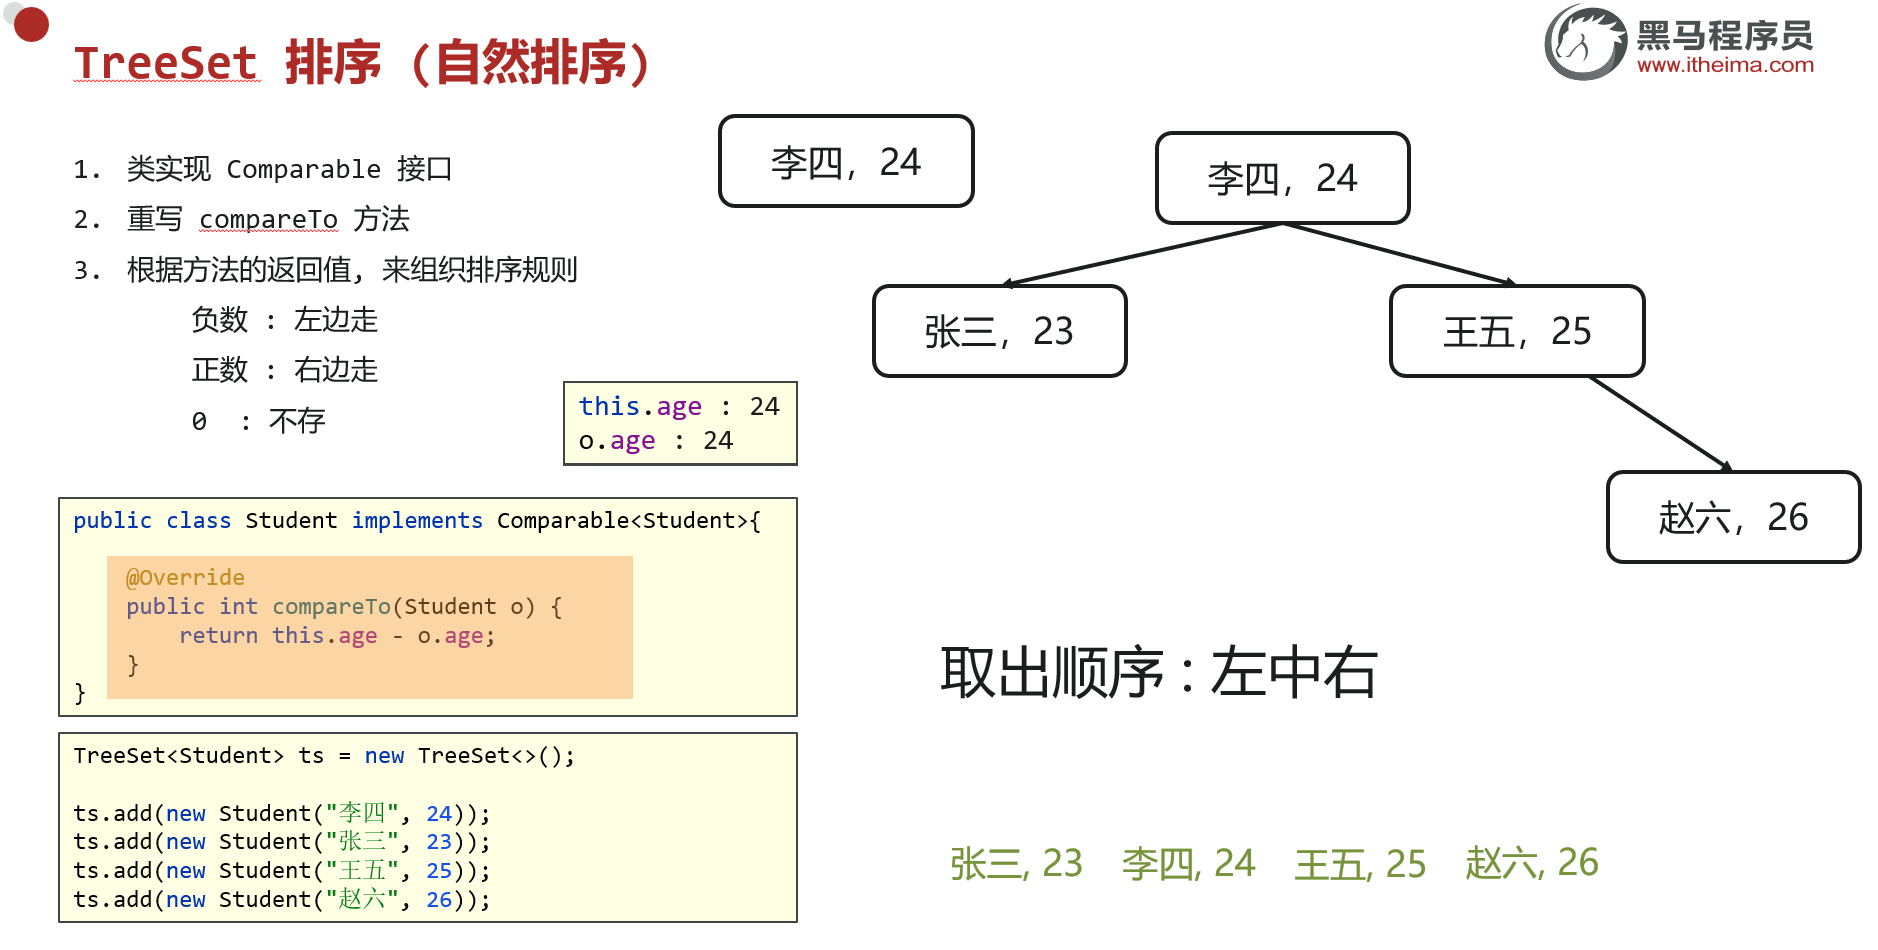 TreeSet 排序（自然排序）
黑马程序员
www.itheima.com
1. 类实现 Comparable 接口
2. 重写 compareTo 方法
3. 根据方法的返回值, 来组织排序规则
负数 : 左边走
正数 : 右边走
0 : 不存
this.age : 24
o.age : 24
public class Student implements Comparable<Student>{
@Override
public int compareTo(Student o) {
return this.age - o.age;
}
}
TreeSet<Student> ts = new TreeSet<>();
ts.add(new Student("李四", 24));
ts.add(new Student("张三", 23));
ts.add(new Student("王五", 25));
ts.add(new Student("赵六", 26));
李四，24
李四，24
张三，23
王五，25
赵六，26
取出顺序 : 左中右
张三, 23 李四, 24 王五, 25 赵六, 26